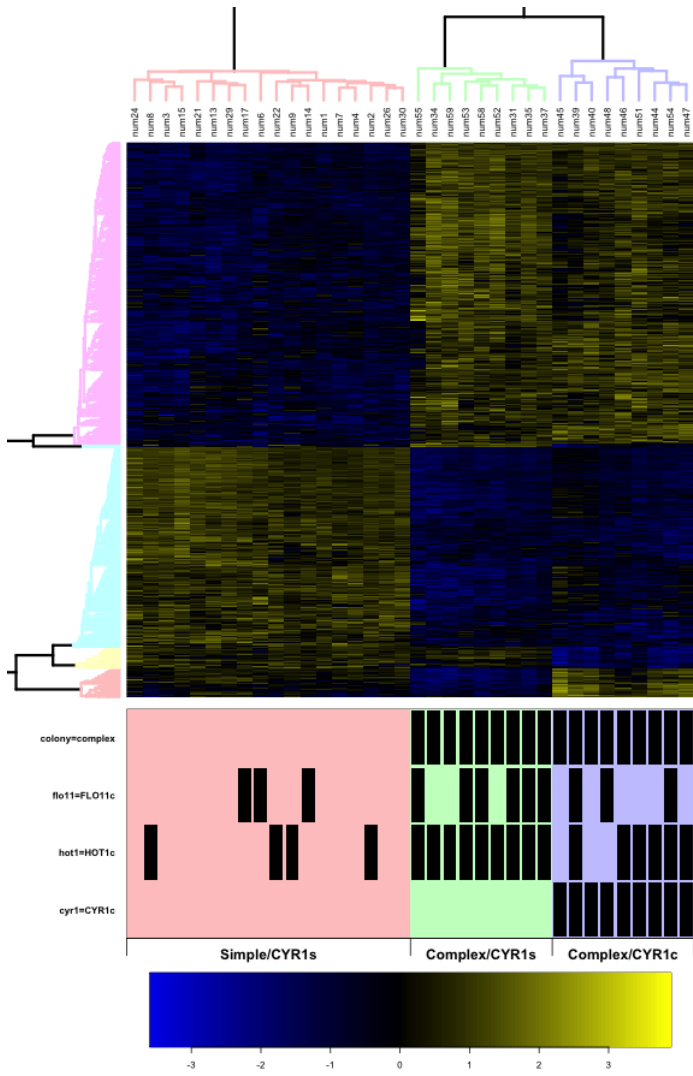 num24 num8 num3 num15 num21 num13 num29 num17 num6 num22 num9 num14 num1 num7 num4 num2 num26 num30 num55 num34 num59 num53 num58 num52 num31 num35 num37 num45 num39 num40 num48 num46 num51 num44 num54 num47
colony=complex
flo11=FLO11c
hot1=HOT1c
cyr1=CYR1c
Simple/CYR1s Complex/CYR1s Complex/CYR1c
-3 -2 -1 0 1 2 3